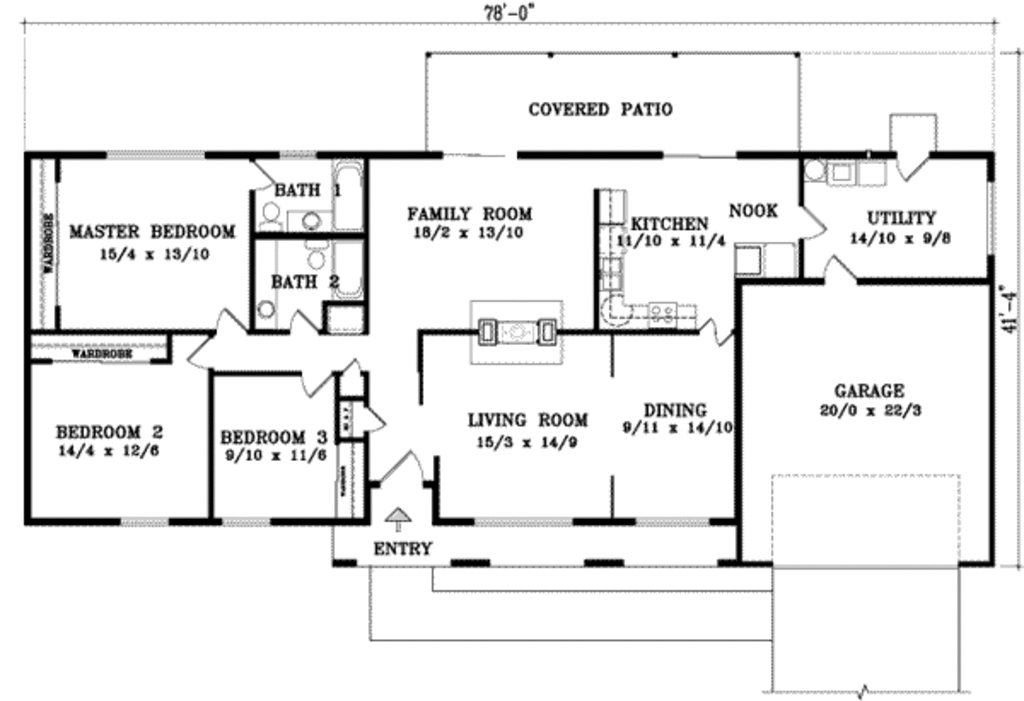 78'-0"
COVERED PATIO
BATH 1
FAMILY ROOM
18/2 x 13/10
KITCHEN
11/10 x 11/4
NOOK
UTILITY
14/10 x 9/8
WARDROBE
MASTER BEDROOM
15/4 x 13/10
BATH 2
41'-4"
WARDROBE
GARAGE
20/0 x 22/3
LIVING ROOM
15/3 x 14/9
DINING
9/11 x 14/10
BEDROOM 2
14/4 x 12/6
BEDROOM 3
9/10 x 11/6
WARDROBE
ENTRY